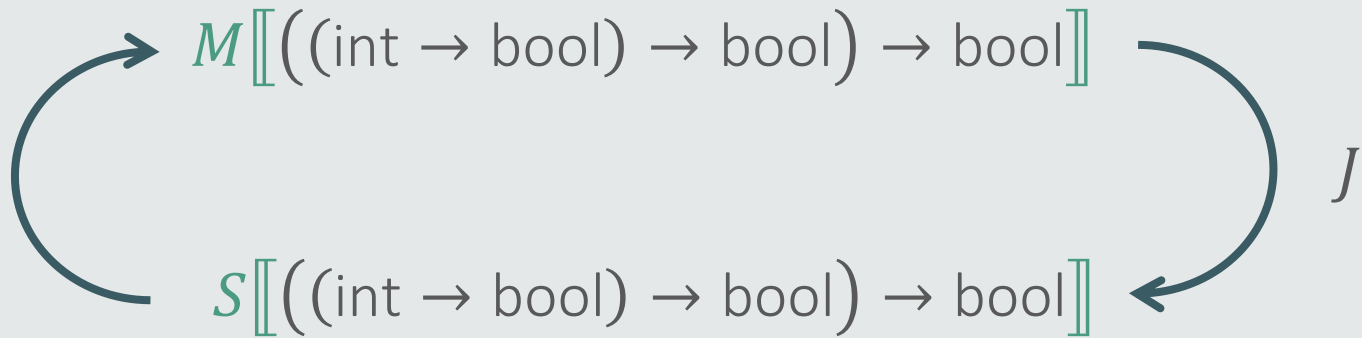 M⟦((int → bool) → bool) → bool⟧
J
S⟦((int → bool) → bool) → bool⟧